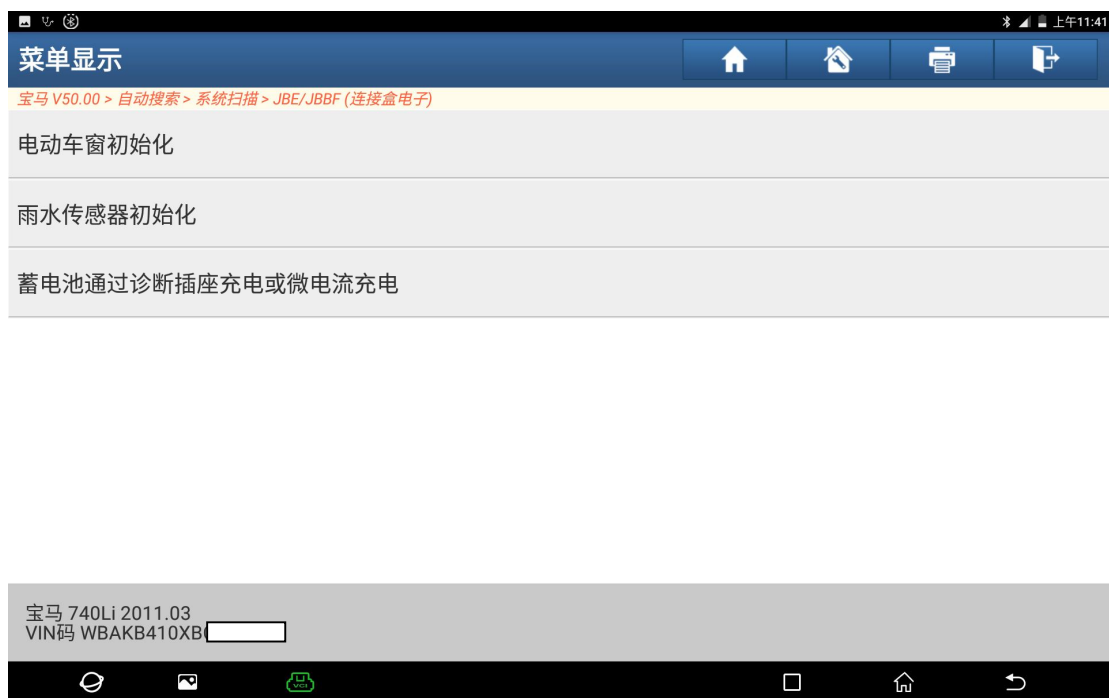 上午11:41
菜单显示
宝马 V50.00 > 自动搜索 > 系统扫描 > JBE/JBBF (连接盒电子)
电动车窗初始化
雨水传感器初始化
蓄电池通过诊断插座充电或微电流充电
宝马 740Li 2011.03
VIN码 WBAKB410XB
VCI